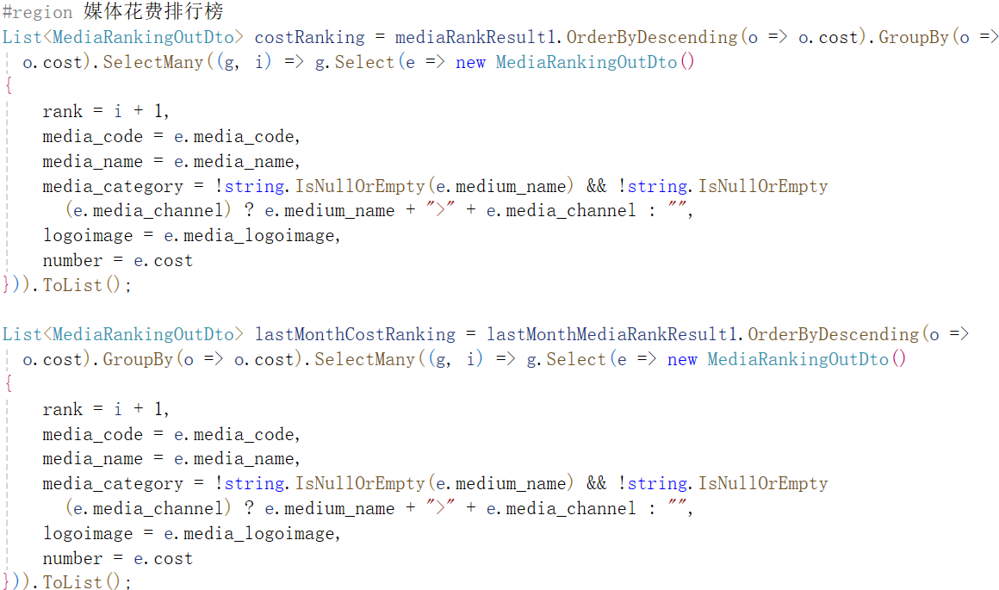 #region 媒体花费排行榜
List<MediaRankingOutDto> costRanking = mediaRankResult1.OrderByDescending(o => o.cost).GroupBy(o =>
o.cost).SelectMany((g, i) => g.Select(e => new MediaRankingOutDto()
{
rank = i + 1,
media_code = e.media_code,
media_name = e.media_name,
media_category = !string.IsNullOrEmpty(e.medium_name) && !string.IsNullOrEmpty
(e.media_channel) ? e.medium_name + ">" + e.media_channel : "",
logoimage = e.media_logoimage,
number = e.cost
})).ToList();
List<MediaRankingOutDto> lastMonthCostRanking = lastMonthMediaRankResult1.OrderByDescending(o =>
o.cost).GroupBy(o => o.cost).SelectMany((g, i) => g.Select(e => new MediaRankingOutDto()
{
rank = i + 1,
media_code = e.media_code,
media_name = e.media_name,
media_category = !string.IsNullOrEmpty(e.medium_name) && !string.IsNullOrEmpty
(e.media_channel) ? e.medium_name + ">" + e.media_channel : "",
logoimage = e.media_logoimage,
number = e.cost
})).ToList();